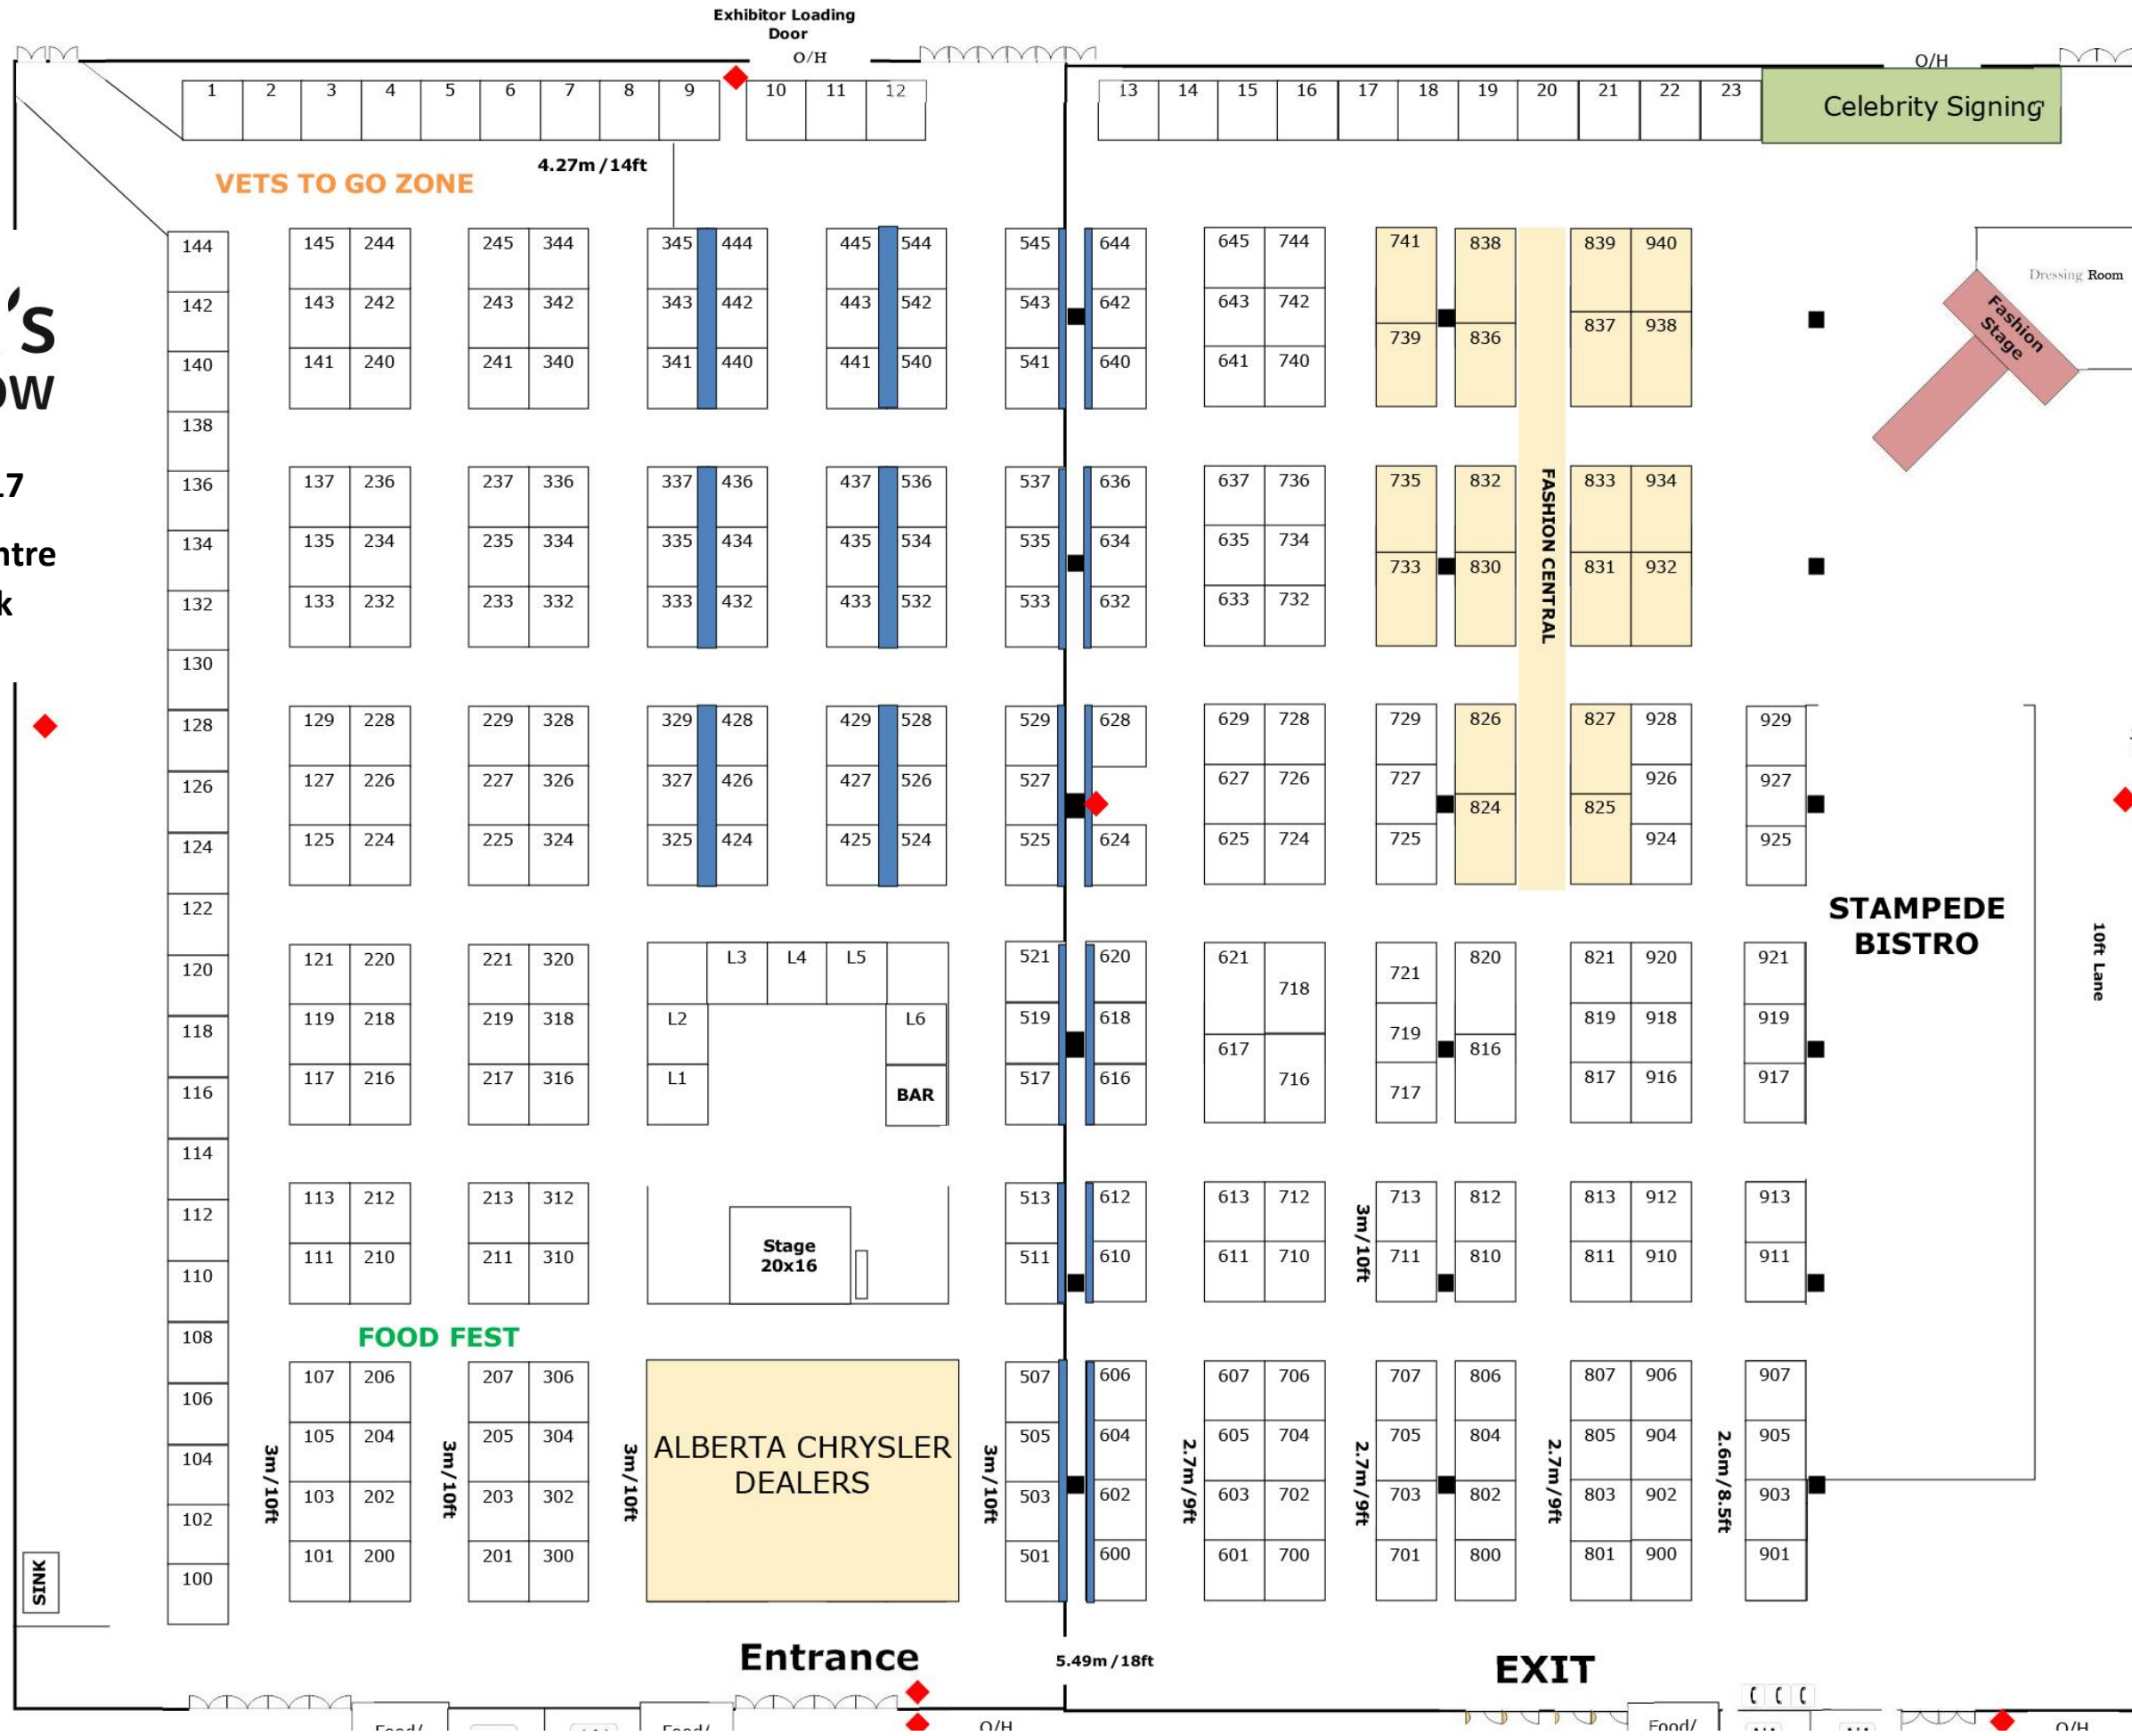 Exhibitor Loading
Door
O/H
O/H
1 2 3 4 5 6 7 8 9 10 11 12 13 14 15 16 17 18 19 20 21 22 23
Celebrity Signing
4.27m/14ft
VETS TO GO ZONE
144 145 244 245 344 345 444 445 544 545 644 645 744 741 838 839 940
Dressing Room
142 143 242 243 342 343 442 443 542 543 642 643 742 739 836 837 938
Fashion
Stage
140 141 240 241 340 341 440 441 540 541 640 641 740
'S
OW
138
136 137 236 237 336 337 436 437 536 537 636 637 736 735 832 833 934
17
134 135 234 235 334 335 434 435 534 535 634 635 734 733 830 831 932
ntre
k
132 133 232 233 332 333 432 433 532 533 632 633 732
FASHION CENTRAL
130
128 129 228 229 328 329 428 429 528 529 628 629 728 729 826 827 928 929
126 127 226 227 326 327 426 427 526 527 627 726 727 824 825 926 927
124 125 224 225 324 325 424 425 524 525 624 625 724 725 924 925
122
STAMPEDE
BISTRO
10ft Lane
120 121 220 221 320 L3 L4 L5 521 620 621 718 721 820 821 920 921
118 119 218 219 318 L2 L6 519 618 617 719 816 819 918 919
116 117 216 217 316 L1 BAR 517 616 716 717 817 916 917
114
112 113 212 213 312 513 612 613 712 713 812 813 912 913
3m/10ft
110 111 210 211 310 511 610 611 710 711 810 811 910 911
Stage
20x16
108
FOOD FEST
106 107 206 207 306 507 606 607 706 707 806 807 906 907
104 105 204 205 304 505 604 605 704 705 804 805 904 905
ALBERTA CHRYSLER
DEALERS
3m/10ft
3m/10ft
3m/10ft
3m/10ft
2.7m/9ft
2.7m/9ft
2.7m/9ft
2.6m/8.5ft
102 103 202 203 302 503 602 603 702 703 802 803 902 903
100 101 200 201 300 501 600 601 700 701 800 801 900 901
SINK
Entrance
5.49m/18ft
EXIT
Food/
Food/
O/H
Food/
O/H